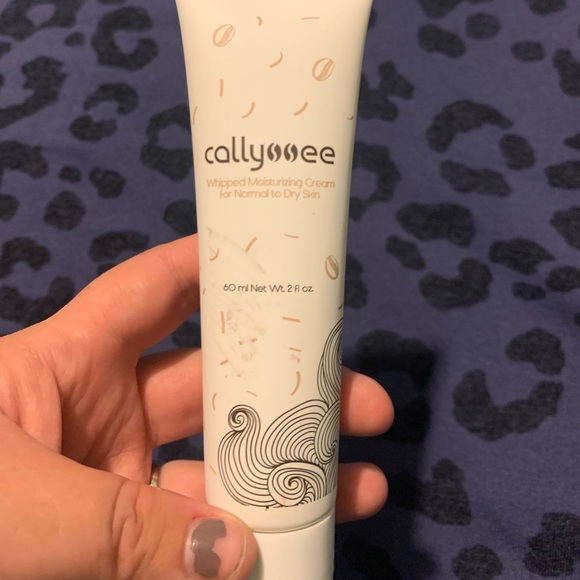 callyssee
Whipped Moisturizing Cream
for Normal to Dry Skin
60 ml Net Wt. 2 fl oz.